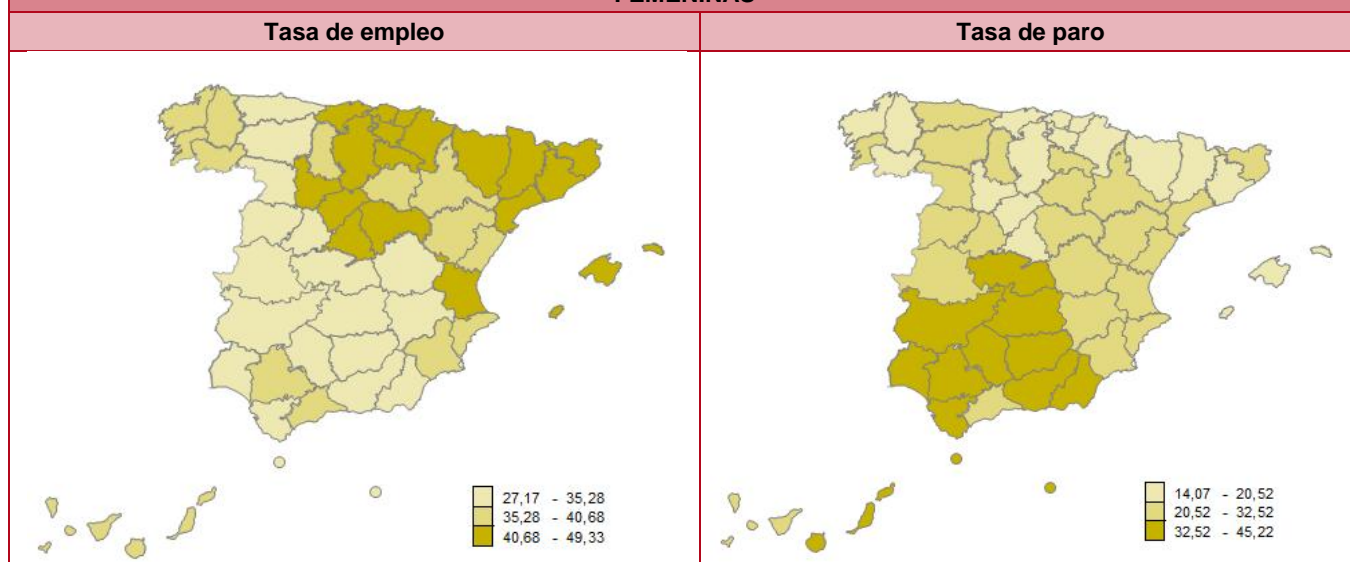 FEMENINAS
Tasa de empleo
Tasa de paro
27,17 - 35,28
35,28 - 40,68
40,68 - 49,33
14,07 - 20,52
20,52 - 32,52
32,52 - 45,22